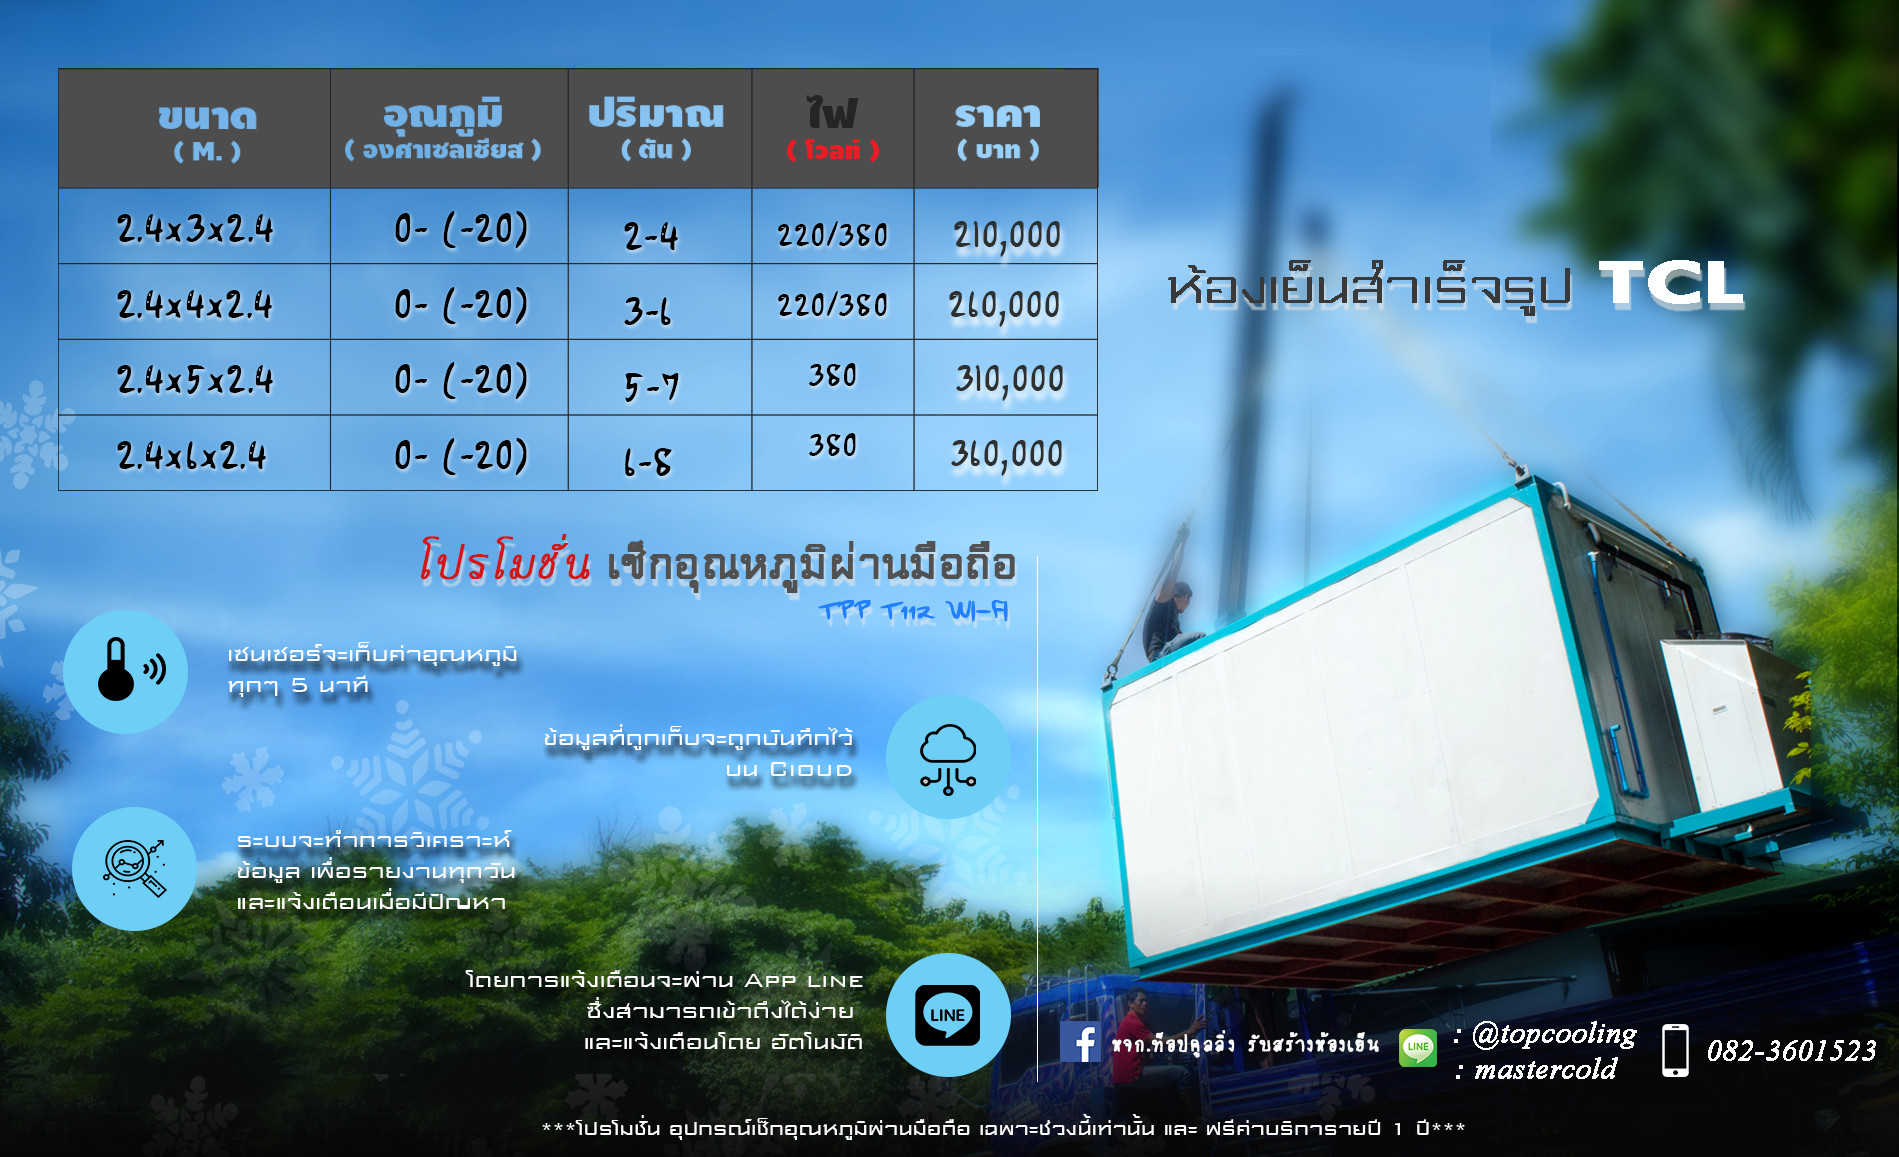 ขนาด อุณภูมิ ปริมาณ ไฟ ราคา
( M. ) ( องศาเซลเซียส ) ( ตัน ) ( โวลท์ ) ( บาท )
2.4x3x2.4 0- (-20) 2-4 220/380 210,000
2.4x4x2.4 0- (-20) 3-6 220/380 260,000
2.4x5x2.4 0- (-20) 5-7 380 310,000
2.4x6x2.4 0- (-20) 6-8 380 360,000
ห้องเย็นสำเร็จรูป TCL
โปรโมชั่น เช็กอุณหภูมิผ่านมือถือ
TPP T112 WI-FI
เซนเซอร์จะเก็บค่าอุณหภูมิ
ทุกๆ 5 นาที
ข้อมูลที่ถูกเก็บจะถูกบันทึกไว้
บน Cloud
ระบบจะทำการวิเคราะห์
ข้อมูล เพื่อรายงานทุกวัน
และแจ้งเตือนเมื่อมีปัญหา
โดยการแจ้งเตือนจะผ่าน App line
ซึ่งสามารถเข้าถึงได้ง่าย
และแจ้งเตือนโดย อัตโนมัติ
LINE
f หจก.ท็อปคูลลิ่ง รับสร้างห้องเย็น
LINE : @topcooling
: mastercold
082-3601523
***โปรโมชั่น อุปกรณ์เช็กอุณหภูมิผ่านมือถือ เฉพาะช่วงนี้เท่านั้น และ ฟรีค่าบริการายปี 1 ปี***